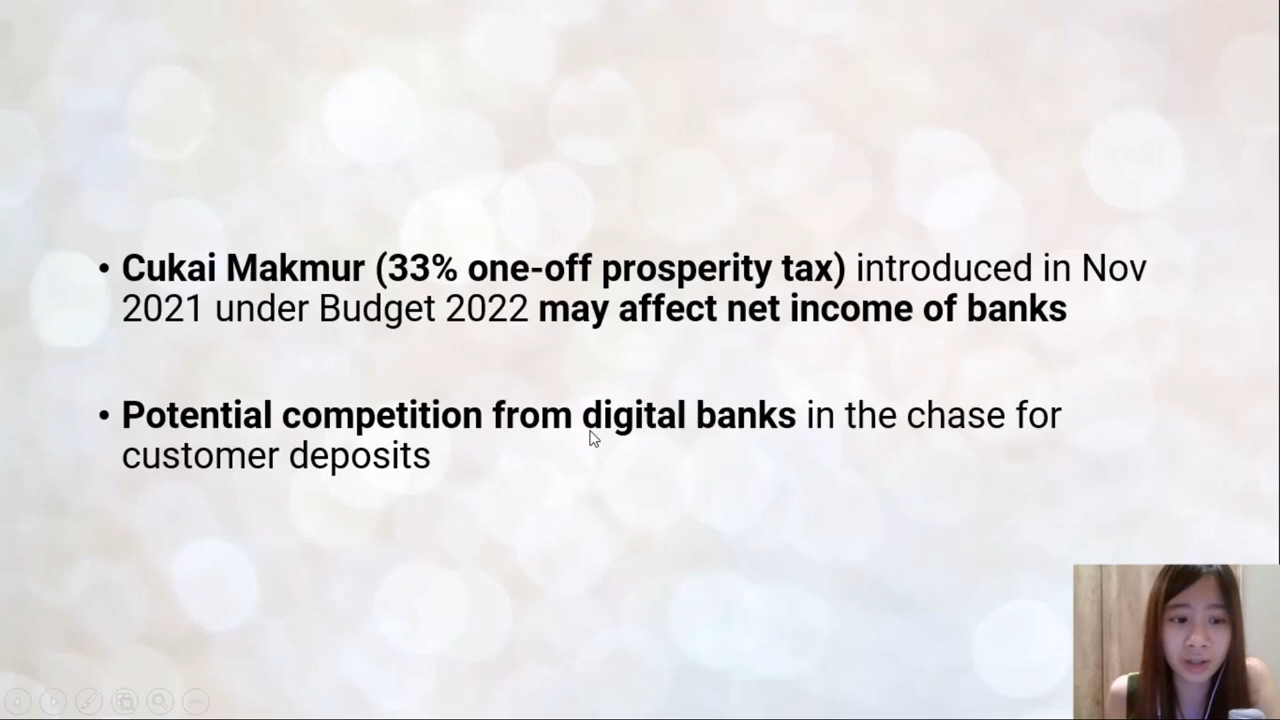 • Cukai Makmur (33% one-off prosperity tax) introduced in Nov
2021 under Budget 2022 may affect net income of banks
• Potential competition from digital banks in the chase for
customer deposits